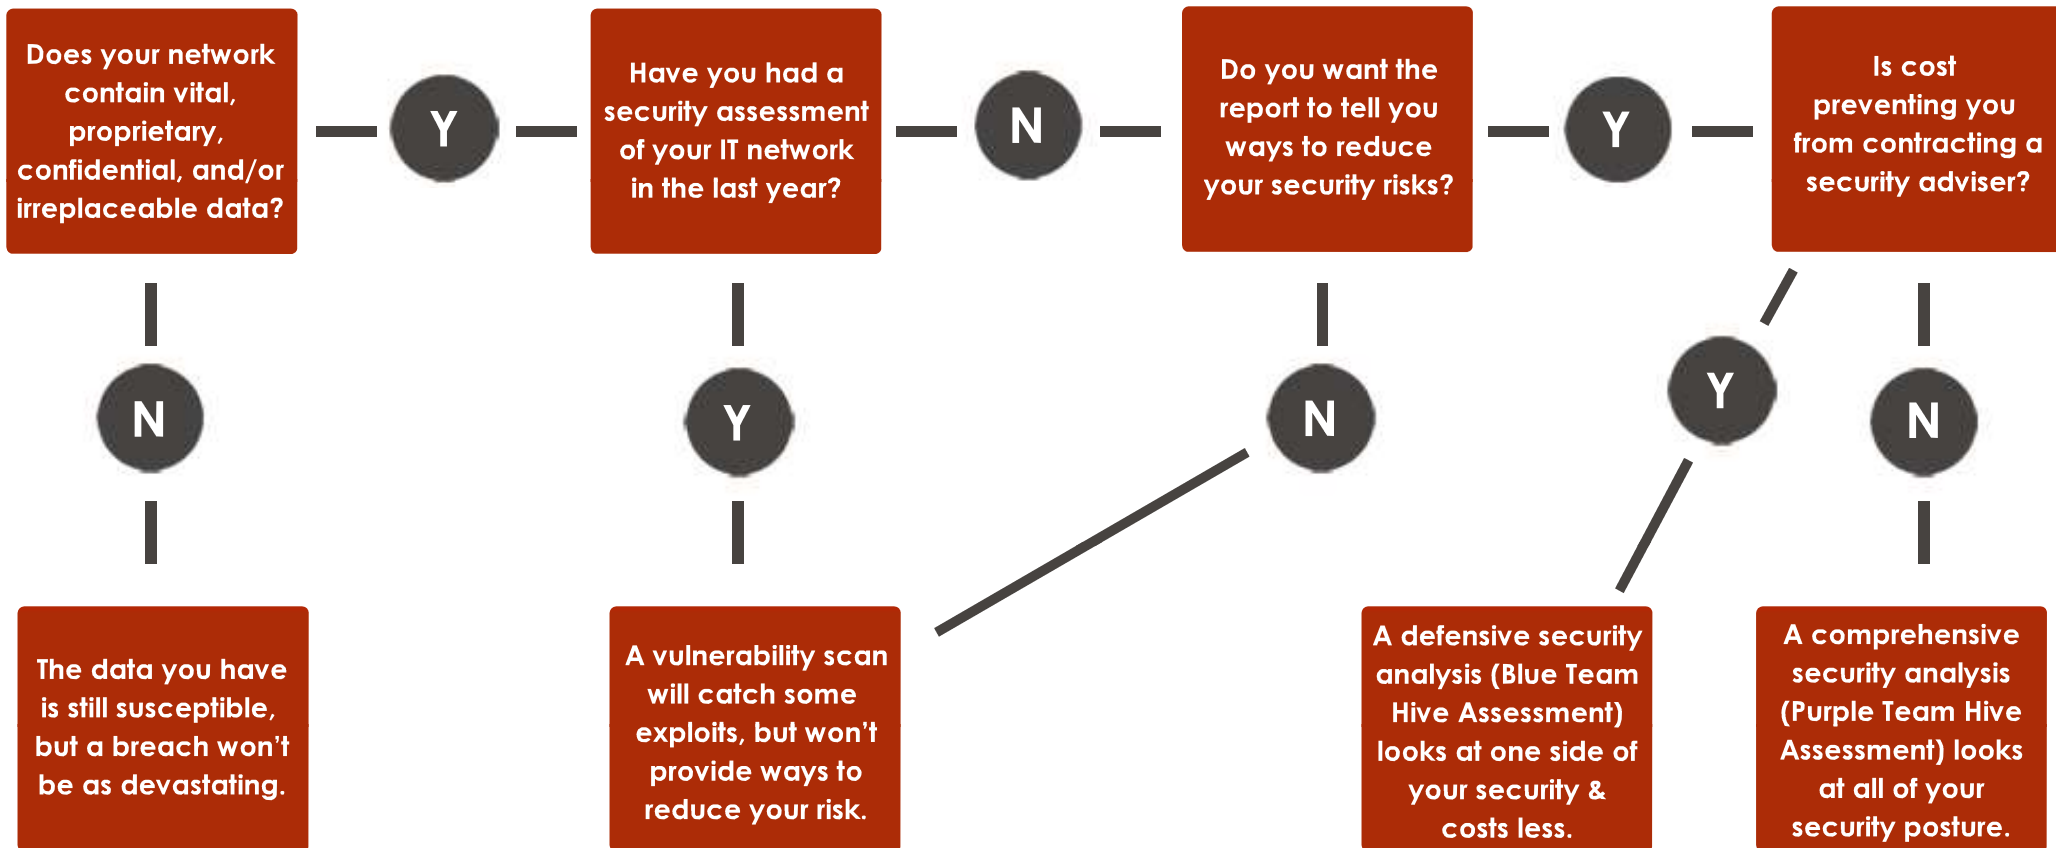 Does your network
contain vital,
proprietary,
confidential, and/or
irreplaceable data?
Y
Have you had a
security assessment
of your IT network
in the last year?
N
Do you want the
report to tell you
ways to reduce
your security risks?
Y
Is cost
preventing you
from contracting a
security adviser?
N
Y
N
Y
N
The data you have
is still susceptible,
but a breach won't
be as devastating.
A vulnerability scan
will catch some
exploits, but won't
provide ways to
reduce your risk.
A defensive security
analysis (Blue Team
Hive Assessment)
looks at one side of
your security &
costs less.
A comprehensive
security analysis
(Purple Team Hive
Assessment) looks
at all of your
security posture.